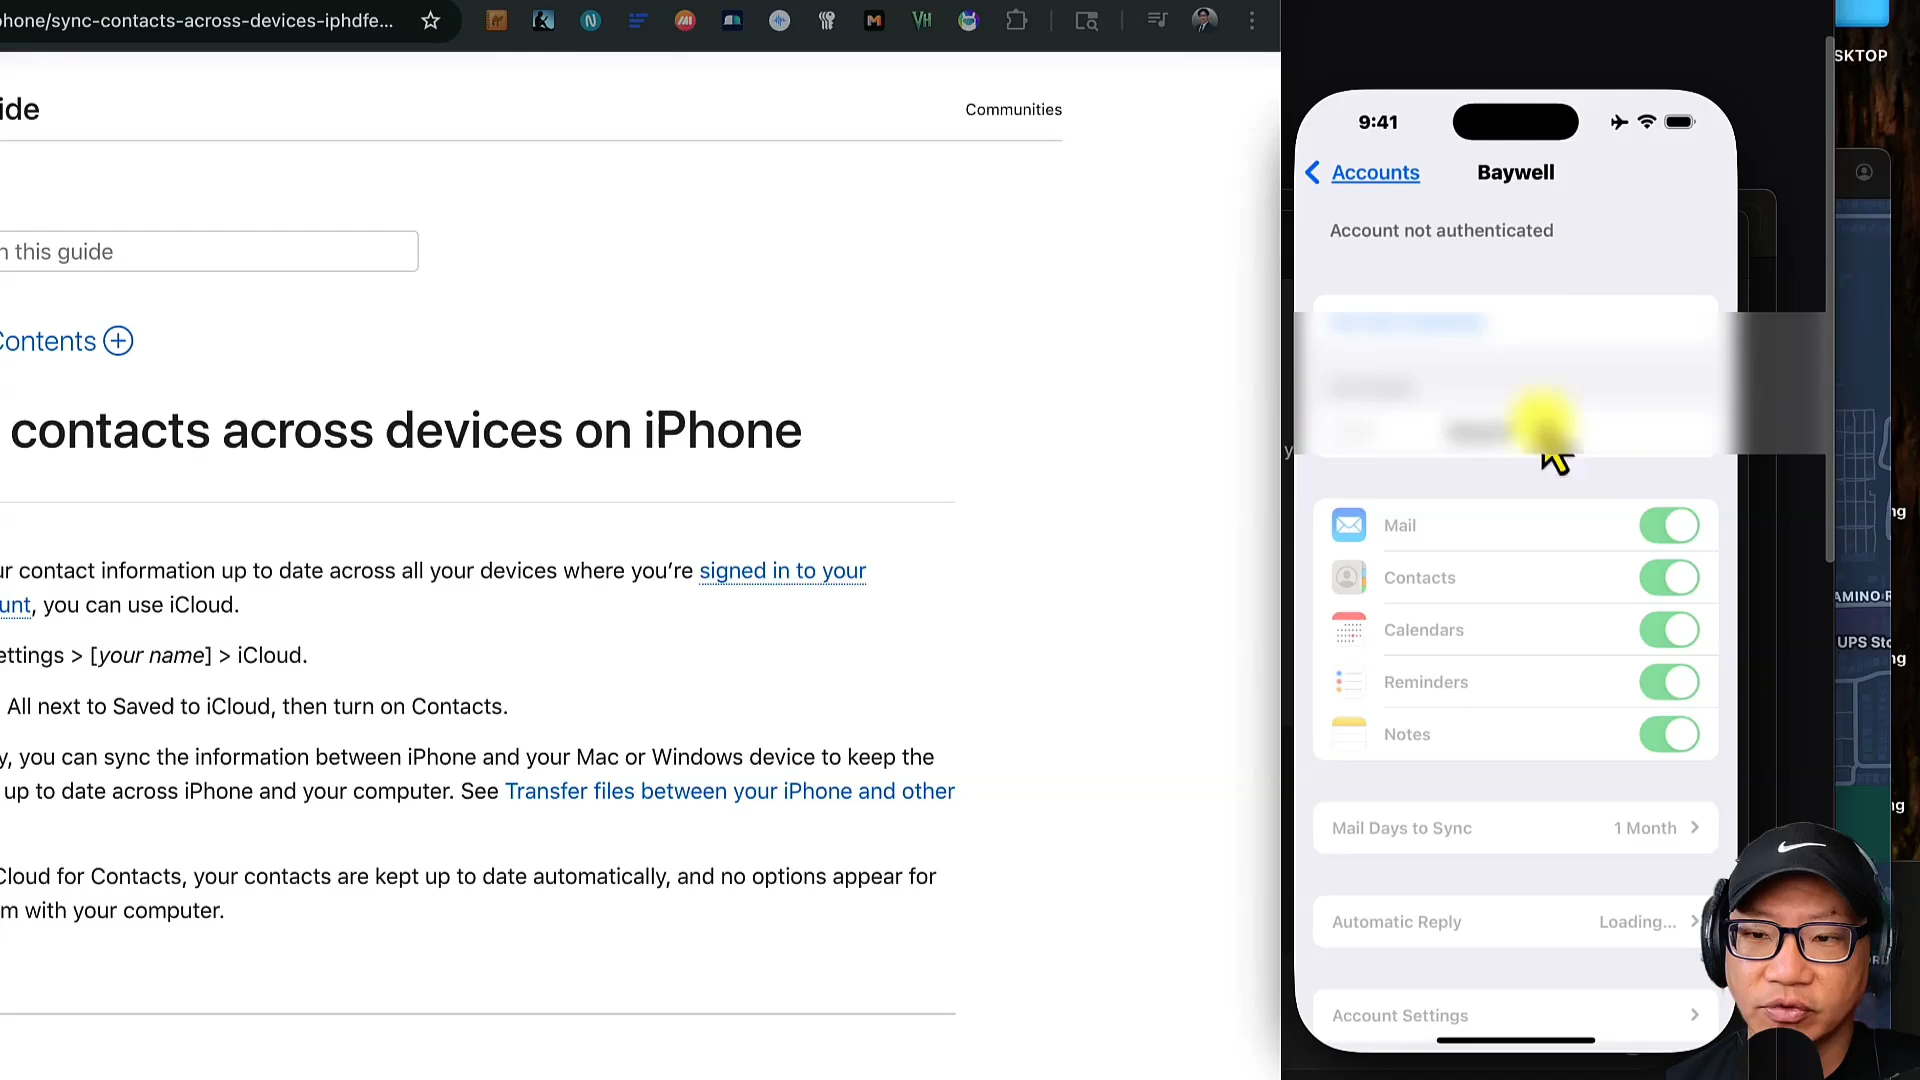 hone/sync-contacts-across-devices-iphdfe...
SKTOP
ide
Communities
9:41
Accounts
Baywell
Account not authenticated
n this guide
Contents
contacts across devices on iPhone
y
Mail
Contacts
Calendars
Reminders
Notes
ng
AMINO R
UPS Sto
ng
ng
ur contact information up to date across all your devices where you’re signed in to your
unt, you can use iCloud.
ettings > [your name] > iCloud.
All next to Saved to iCloud, then turn on Contacts.
y, you can sync the information between iPhone and your Mac or Windows device to keep the
up to date across iPhone and your computer. See Transfer files between your iPhone and other
Cloud for Contacts, your contacts are kept up to date automatically, and no options appear for
m with your computer.
Mail Days to Sync 1 Month
Automatic Reply Loading...
Account Settings